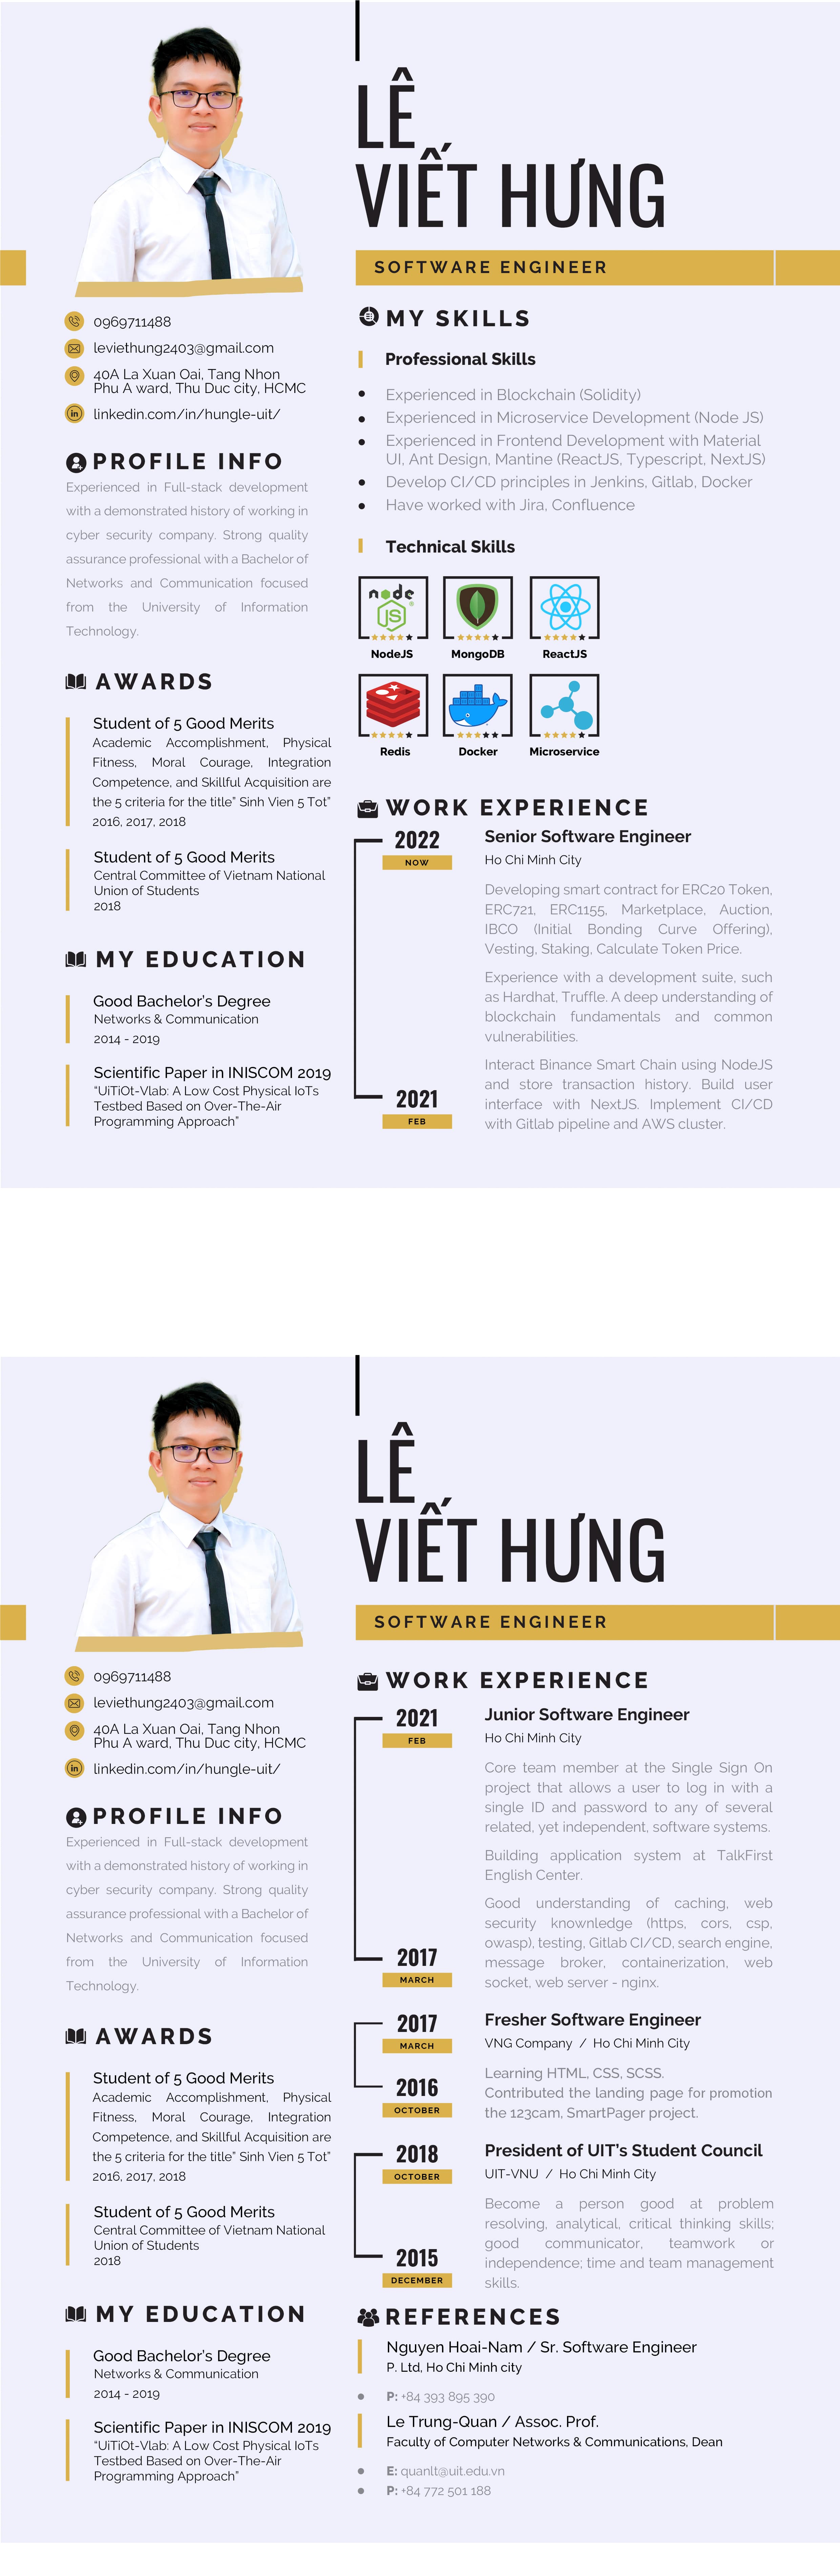 LÊ
VIẾT HƯNG
SOFTWARE ENGINEER
0969711488
leviethung2403@gmail.com
40A La Xuan Oai, Tang Nhon
Phu A ward, Thu Duc city, HCMC
linkedin.com/in/hungle-uit/
PROFILE INFO
Experienced in Full-stack development
with a demonstrated history of working in
cyber security company. Strong quality
assurance professional with a Bachelor of
Networks and Communication focused
from the University of Information
Technology.
AWARDS
Student of 5 Good Merits
Academic Accomplishment, Physical
Fitness, Moral Courage, Integration
Competence, and Skillful Acquisition are
the 5 criteria for the title” Sinh Vien 5 Tot”
2016, 2017, 2018
Student of 5 Good Merits
Central Committee of Vietnam National
Union of Students
2018
MY EDUCATION
Good Bachelor’s Degree
Networks & Communication
2014 - 2019
Scientific Paper in INISCOM 2019
“UiTiOt-Vlab: A Low Cost Physical IoTs
Testbed Based on Over-The-Air
Programming Approach”
MY SKILLS
Professional Skills
Experienced in Blockchain (Solidity)
Experienced in Microservice Development (Node JS)
Experienced in Frontend Development with Material
UI, Ant Design, Mantine (ReactJS, Typescript, NextJS)
Develop CI/CD principles in Jenkins, Gitlab, Docker
Have worked with Jira, Confluence
Technical Skills
node
JS
NodeJS
MongoDB
ReactJS
Redis
Docker
Microservice
WORK EXPERIENCE
2022
NOW
2021
FEB
Senior Software Engineer
Ho Chi Minh City
Developing smart contract for ERC20 Token,
ERC721, ERC1155, Marketplace, Auction,
IBCO (Initial Bonding Curve Offering),
Vesting, Staking, Calculate Token Price.
Experience with a development suite, such
as Hardhat, Truffle. A deep understanding of
blockchain fundamentals and common
vulnerabilities.
Interact Binance Smart Chain using NodeJS
and store transaction history. Build user
interface with NextJS. Implement CI/CD
with Gitlab pipeline and AWS cluster.
LÊ
VIẾT HƯNG
SOFTWARE ENGINEER
0969711488
leviethung2403@gmail.com
40A La Xuan Oai, Tang Nhon
Phu A ward, Thu Duc city, HCMC
linkedin.com/in/hungle-uit/
PROFILE INFO
Experienced in Full-stack development
with a demonstrated history of working in
cyber security company. Strong quality
assurance professional with a Bachelor of
Networks and Communication focused
from the University of Information
Technology.
AWARDS
Student of 5 Good Merits
Academic Accomplishment, Physical
Fitness, Moral Courage, Integration
Competence, and Skillful Acquisition are
the 5 criteria for the title” Sinh Vien 5 Tot”
2016, 2017, 2018
Student of 5 Good Merits
Central Committee of Vietnam National
Union of Students
2018
MY EDUCATION
Good Bachelor’s Degree
Networks & Communication
2014 - 2019
Scientific Paper in INISCOM 2019
“UiTiOt-Vlab: A Low Cost Physical IoTs
Testbed Based on Over-The-Air
Programming Approach”
WORK EXPERIENCE
2021
FEB
2017
MARCH
Junior Software Engineer
Ho Chi Minh City
Core team member at the Single Sign On
project that allows a user to log in with a
single ID and password to any of several
related, yet independent, software systems.
Building application system at TalkFirst
English Center.
Good understanding of caching, web
security knownledge (https, cors, csp,
owasp), testing, Gitlab CI/CD, search engine,
message broker, containerization, web
socket, web server - nginx.
2017
MARCH
2016
OCTOBER
Fresher Software Engineer
VNG Company / Ho Chi Minh City
Learning HTML, CSS, SCSS.
Contributed the landing page for promotion
the 123cam, SmartPager project.
2018
OCTOBER
2015
DECEMBER
President of UIT’s Student Council
UIT-VNU / Ho Chi Minh City
Become a person good at problem
resolving, analytical, critical thinking skills;
good communicator, teamwork or
independence; time and team management
skills.
REFERENCES
Nguyen Hoai-Nam / Sr. Software Engineer
P. Ltd, Ho Chi Minh city
P: +84 393 895 390
Le Trung-Quan / Assoc. Prof.
Faculty of Computer Networks & Communications, Dean
E: quanlt@uit.edu.vn
P: +84 772 501 188